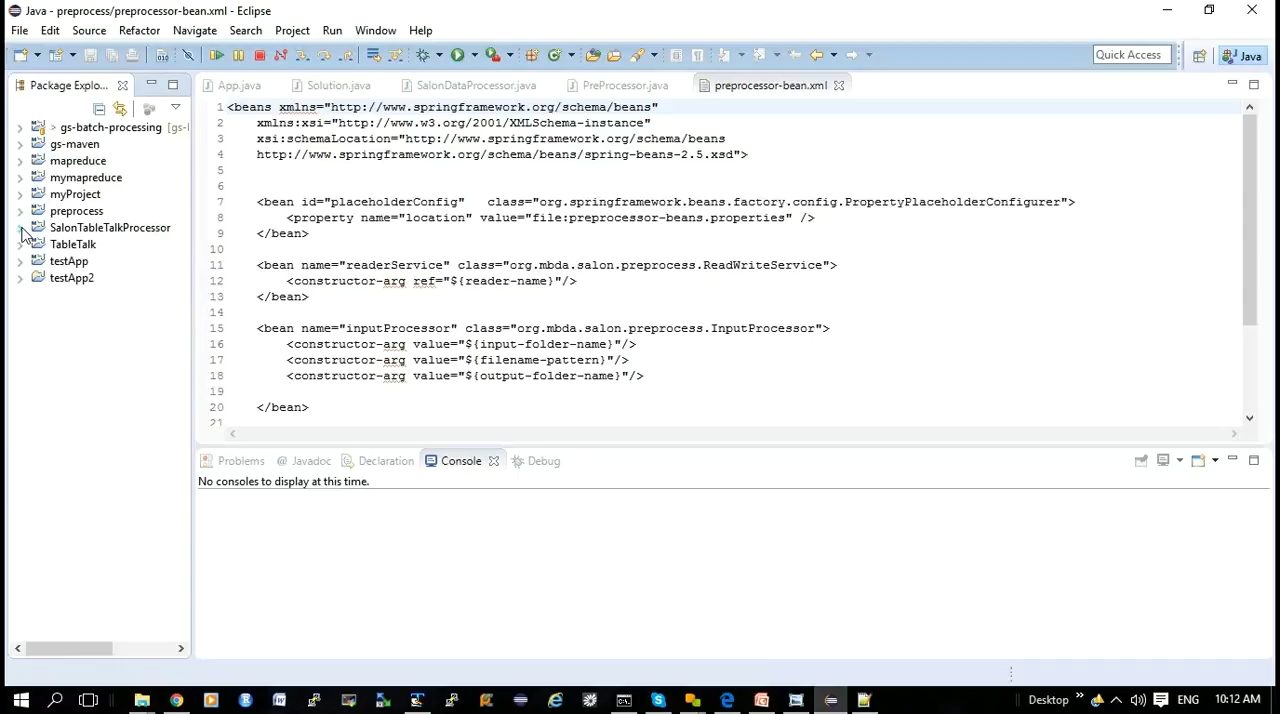 Java - preprocess/preprocessor-bean.xml - Eclipse
File Edit Source Refactor Navigate Search Project Run Window Help
Quick Access Java
Package Explo...
App.java Solution.java SalonDataProcessor.java PreProcessor.java preprocessor-bean.xml
> gs-batch-processing [gs-l
gs-maven
mapreduce
mymapreduce
myProject
preprocess
SalonTableTalkProcessor
TableTalk
testApp
testApp2
1 <beans xmlns="http://www.springframework.org/schema/beans"
2 xmlns:xsi="http://www.w3.org/2001/XMLSchema-instance"
3 xsi:schemaLocation="http://www.springframework.org/schema/beans
4 http://www.springframework.org/schema/beans/spring-beans-2.5.xsd">
5
6
7 <bean id="placeholderConfig" class="org.springframework.beans.factory.config.PropertyPlaceholderConfigurer">
8 <property name="location" value="file:preprocessor-beans.properties" />
9 </bean>
10
11 <bean name="readerService" class="org.mbda.salon.preprocess.ReadWriteService">
12 <constructor-arg ref="${reader-name}"/>
13 </bean>
14
15 <bean name="inputProcessor" class="org.mbda.salon.preprocess.InputProcessor">
16 <constructor-arg value="${input-folder-name}"/>
17 <constructor-arg value="${filename-pattern}"/>
18 <constructor-arg value="${output-folder-name}"/>
19
20 </bean>
21
Problems @ Javadoc Declaration Console Debug
No consoles to display at this time.
Desktop ENG 10:12 AM